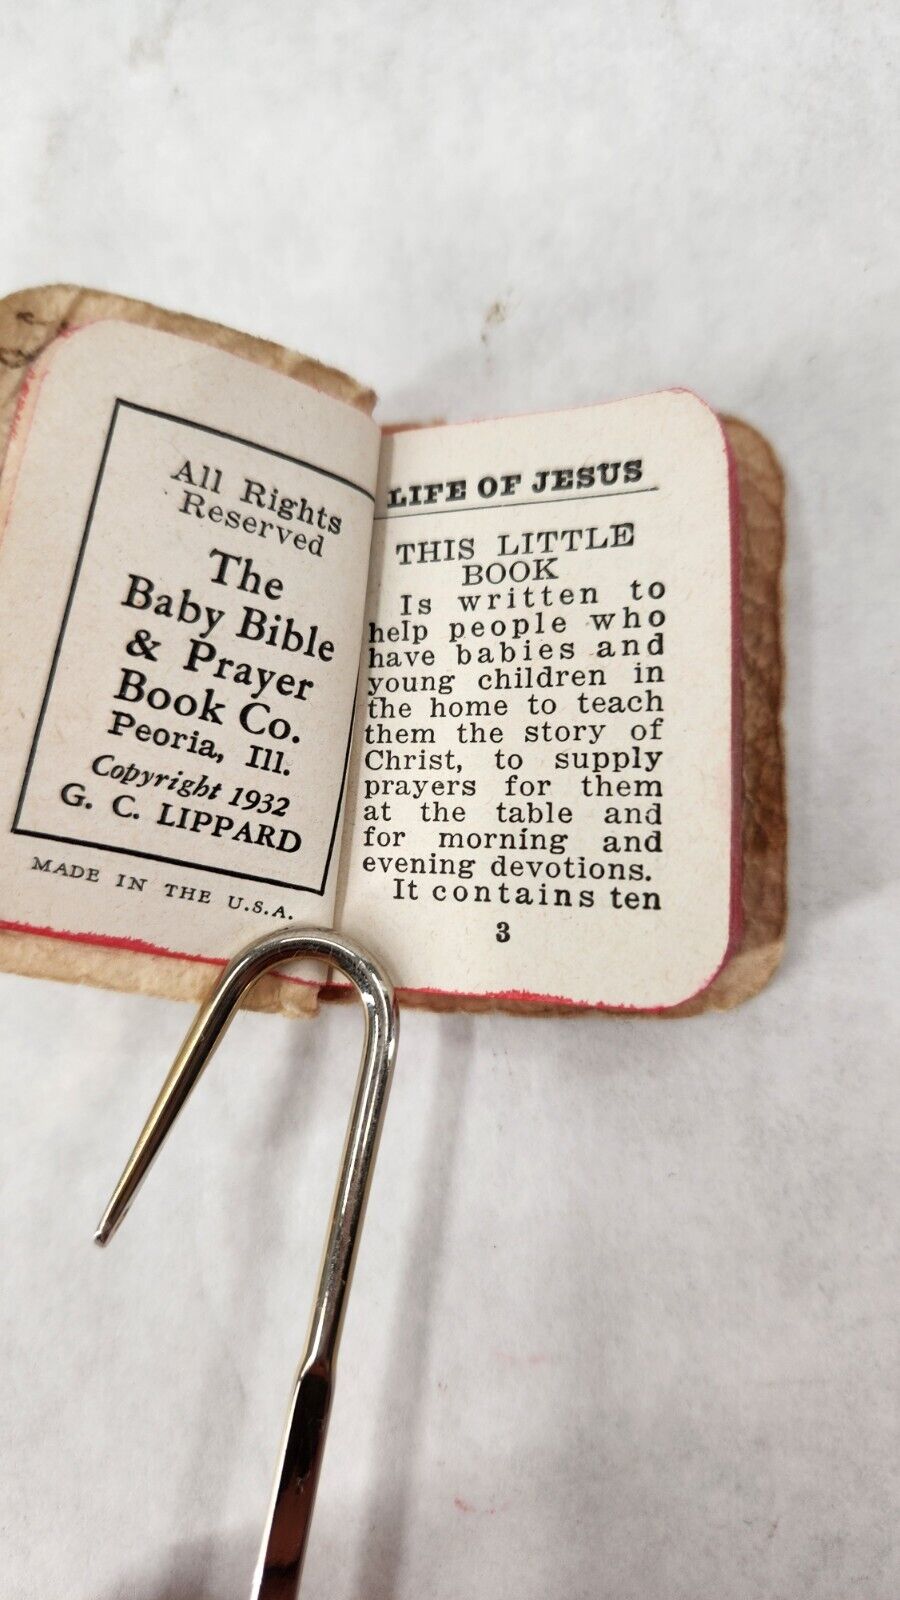 All Rights
Reserved
The
Baby Bible
& Prayer
Book Co.
Peoria, Ill.
Copyright 1932
G. C. LIPPARD
MADE IN THE U.S.A.
LIFE OF JESUS
THIS LITTLE
BOOK
Is written to
help people who
have babies and
young children in
the home to teach
them the story of
Christ, to supply
prayers for them
at the table and
for morning and
evening devotions.
It contains ten
3